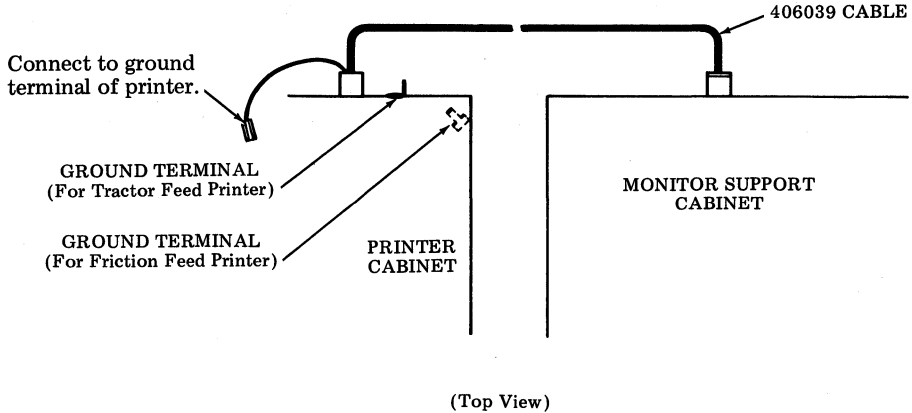 406039 CABLE
Connect to ground
terminal of printer.
GROUND TERMINAL
(For Tractor Feed Printer)
MONITOR SUPPORT
CABINET
GROUND TERMINAL
(For Friction Feed Printer)
PRINTER
CABINET
(Top View)